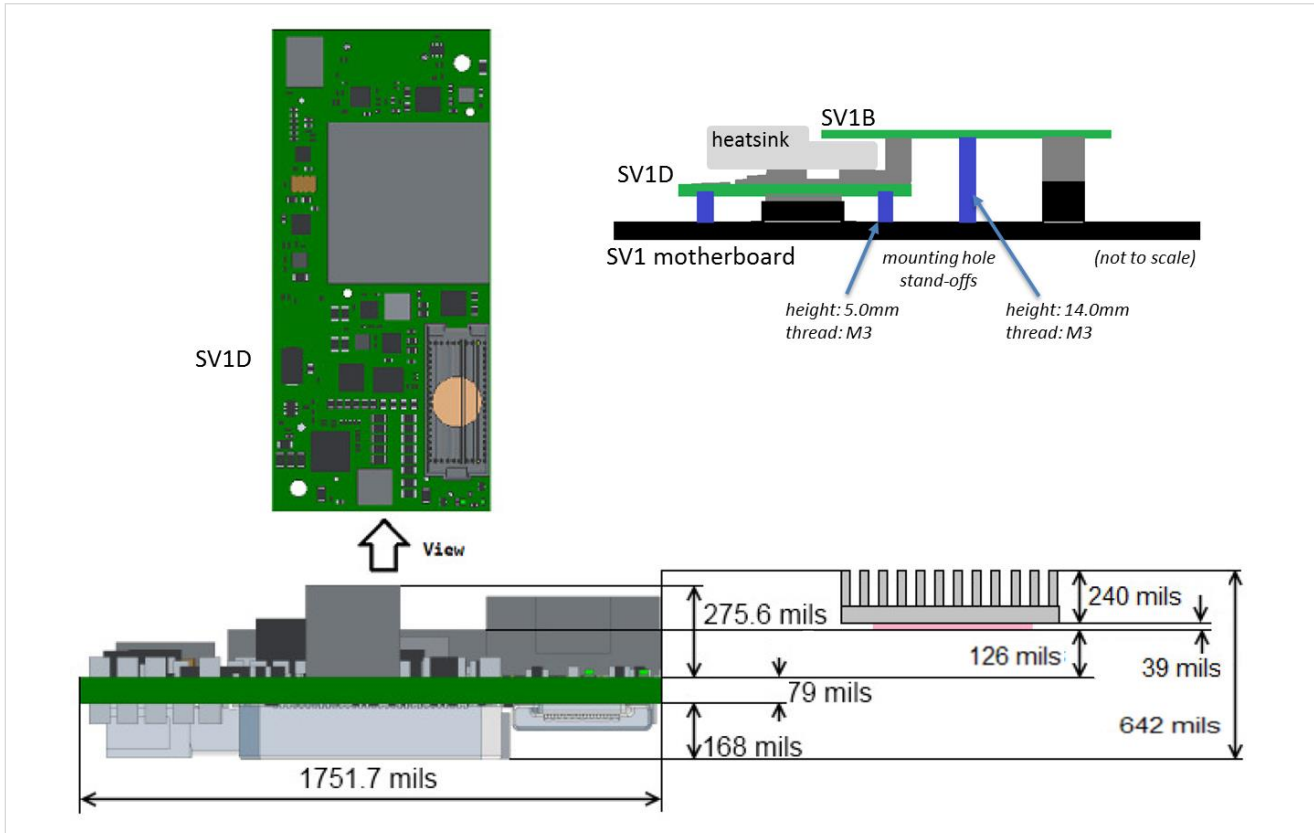 SV1B
heatsink
SV1D
SV1 motherboard
mounting hole
stand-offs
(not to scale)
height: 5.0mm
thread: M3
height: 14.0mm
thread: M3
SV1D
View
275.6 mils
240 mils
126 mils
39 mils
79 mils
642 mils
168 mils
1751.7 mils